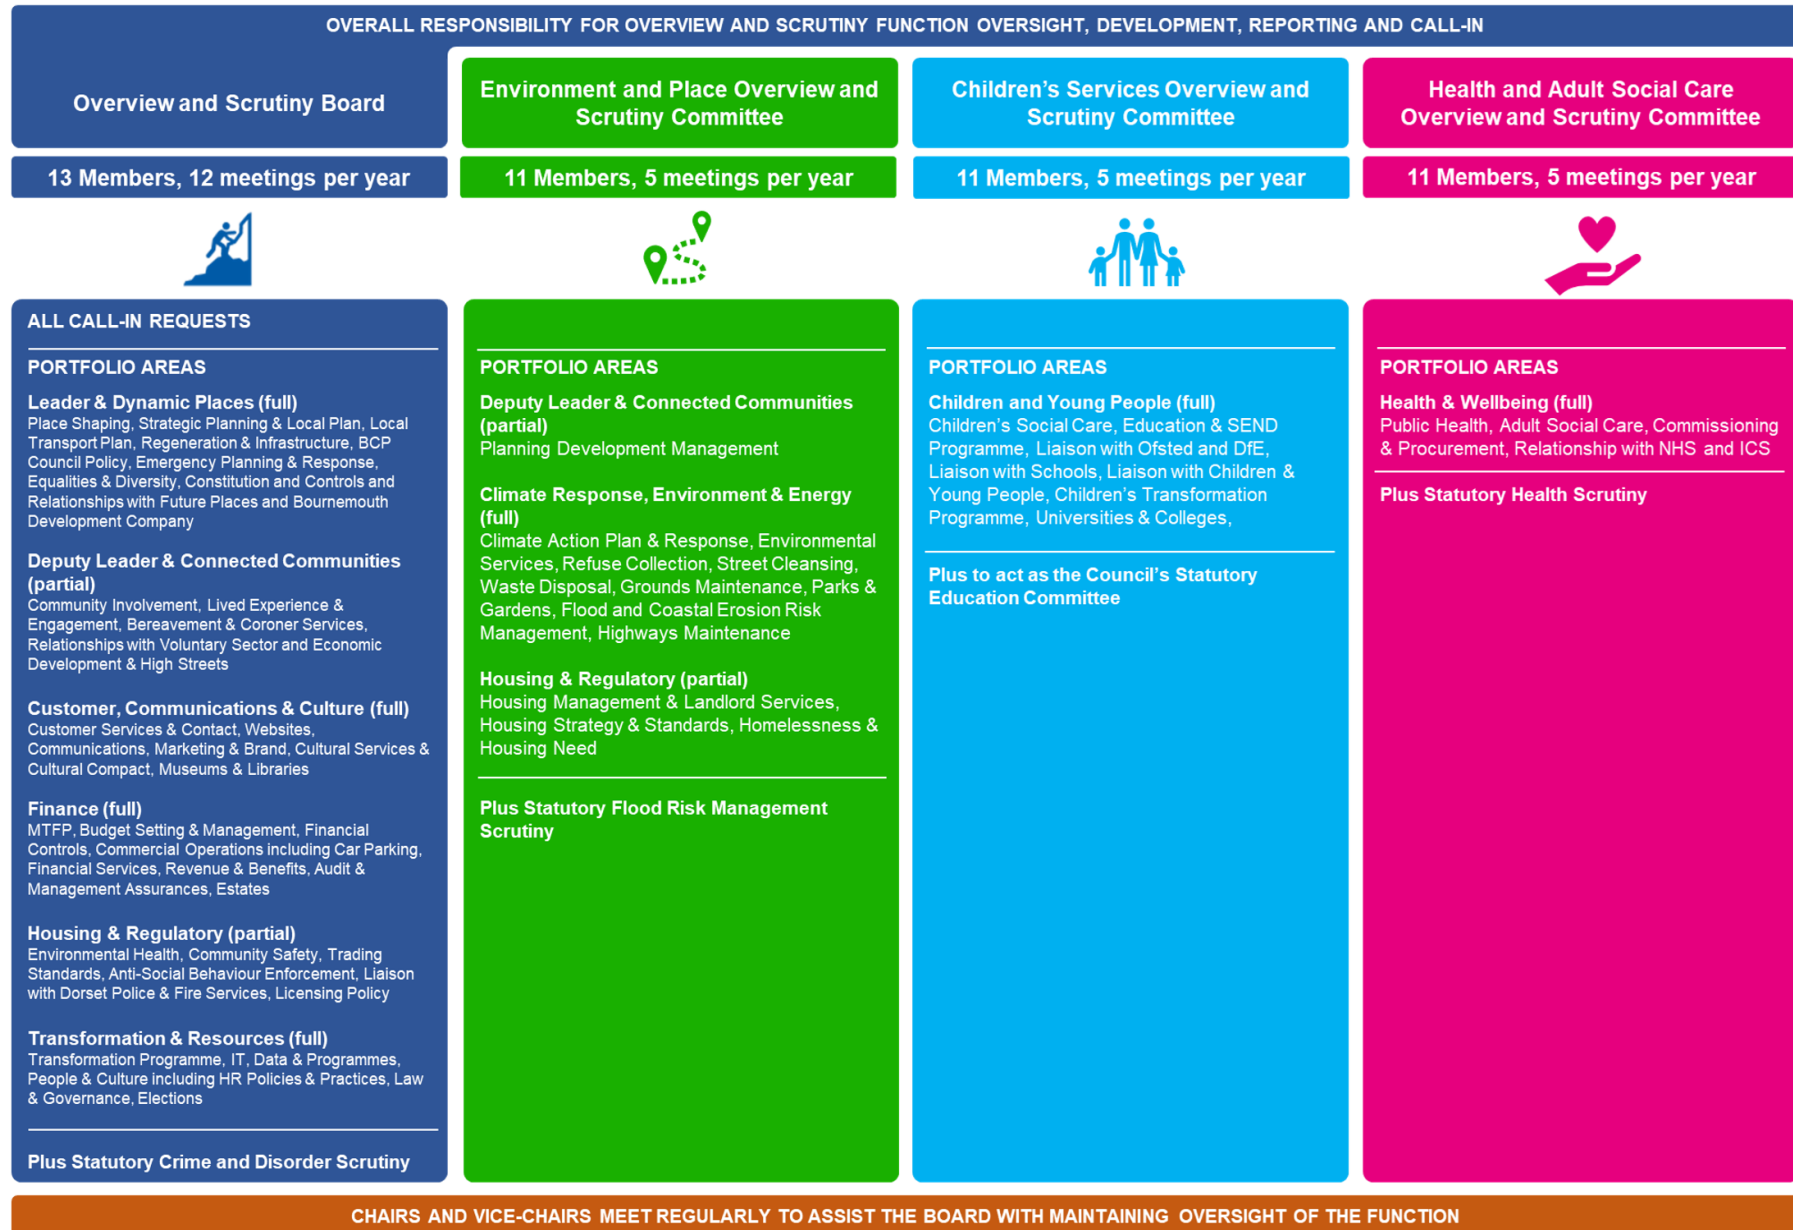 OVERALL RESPONSIBILITY FOR OVERVIEW AND SCRUTINY FUNCTION OVERSIGHT, DEVELOPMENT, REPORTING AND CALL-IN
Overview and Scrutiny Board
13 Members, 12 meetings per year
ALL CALL-IN REQUESTS
PORTFOLIO AREAS
Leader & Dynamic Places (full)
Place Shaping, Strategic Planning & Local Plan, Local
Transport Plan, Regeneration & Infrastructure, BCP
Council Policy, Emergency Planning & Response,
Equalities & Diversity, Constitution and Controls and
Relationships with Future Places and Bournemouth
Development Company
Deputy Leader & Connected Communities
(partial)
Community Involvement, Lived Experience &
Engagement, Bereavement & Coroner Services,
Relationships with Voluntary Sector and Economic
Development & High Streets
Customer, Communications & Culture (full)
Customer Services & Contact, Websites,
Communications, Marketing & Brand, Cultural Services &
Cultural Compact, Museums & Libraries
Finance (full)
MTFP, Budget Setting & Management, Financial
Controls, Commercial Operations including Car Parking,
Financial Services, Revenue & Benefits, Audit &
Management Assurances, Estates
Housing & Regulatory (partial)
Environmental Health, Community Safety, Trading
Standards, Anti-Social Behaviour Enforcement, Liaison
with Dorset Police & Fire Services, Licensing Policy
Transformation & Resources (full)
Transformation Programme, IT, Data & Programmes,
People & Culture including HR Policies & Practices, Law
& Governance, Elections
Plus Statutory Crime and Disorder Scrutiny
Environment and Place Overview and
Scrutiny Committee
11 Members, 5 meetings per year
PORTFOLIO AREAS
Deputy Leader & Connected Communities
(partial)
Planning Development Management
Climate Response, Environment & Energy
(full)
Climate Action Plan & Response, Environmental
Services, Refuse Collection, Street Cleansing,
Waste Disposal, Grounds Maintenance, Parks &
Gardens, Flood and Coastal Erosion Risk
Management, Highways Maintenance
Housing & Regulatory (partial)
Housing Management & Landlord Services,
Housing Strategy & Standards, Homelessness &
Housing Need
Plus Statutory Flood Risk Management
Scrutiny
Children's Services Overview and
Scrutiny Committee
11 Members, 5 meetings per year
PORTFOLIO AREAS
Children and Young People (full)
Children's Social Care, Education & SEND
Programme, Liaison with Ofsted and DfE,
Liaison with Schools, Liaison with Children &
Young People, Children's Transformation
Programme, Universities & Colleges,
Plus to act as the Council's Statutory
Education Committee
Health and Adult Social Care
Overview and Scrutiny Committee
11 Members, 5 meetings per year
PORTFOLIO AREAS
Health & Wellbeing (full)
Public Health, Adult Social Care, Commissioning
& Procurement, Relationship with NHS and ICS
Plus Statutory Health Scrutiny
CHAIRS AND VICE-CHAIRS MEET REGULARLY TO ASSIST THE BOARD WITH MAINTAINING OVERSIGHT OF THE FUNCTION